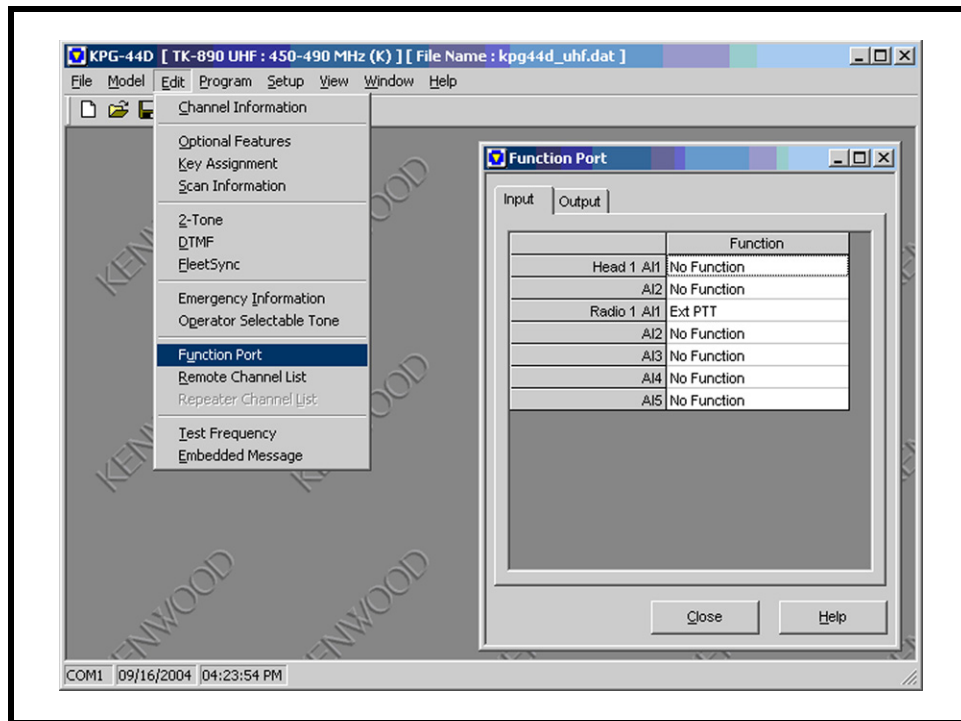 KPG-44D [ TK-890 UHF : 450-490 MHz (K) ] [ File Name : kpg44d_uhf.dat ]
File Model Edit Program Setup View Window Help
Channel Information
Optional Features
Key Assignment
Scan Information
2-Tone
DTMF
FleetSync
Emergency Information
Operator Selectable Tone
Function Port
Remote Channel List
Repeater Channel List
Test Frequency
Embedded Message
Function Port
Input Output
Function
Head 1 AI1 No Function
AI2 No Function
Radio 1 AI1 Ext PTT
AI2 No Function
AI3 No Function
AI4 No Function
AI5 No Function
Close Help
KENWOOD
KENWOOD
COM1 09/16/2004 04:23:54 PM